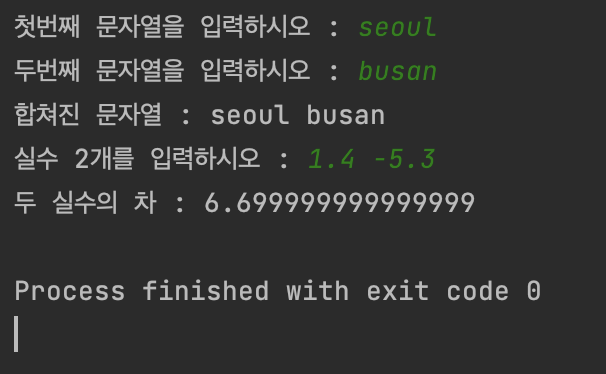 첫번째 문자열을 입력하시오 : seoul
두번째 문자열을 입력하시오 : busan
합쳐진 문자열 : seoul busan
실수 2개를 입력하시오 : 1.4 -5.3
두 실수의 차 : 6.699999999999999
Process finished with exit code 0